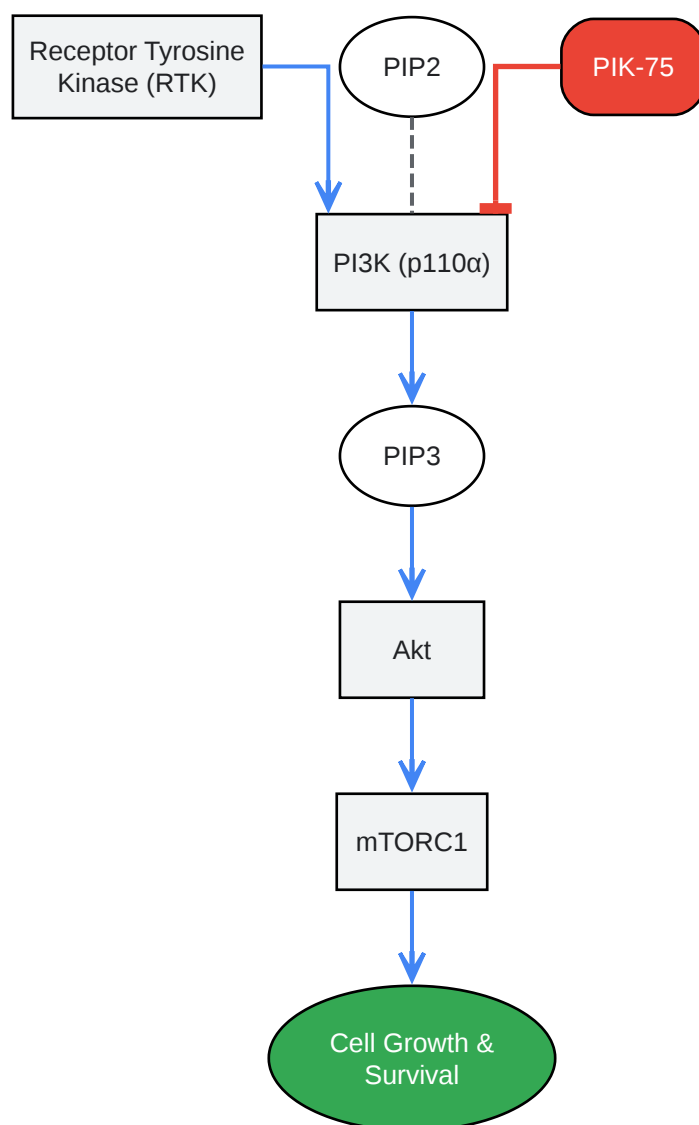 Receptor Tyrosine
Kinase (RTK)
PIP2
PIK-75
PI3K (p110α)
PIP3
Akt
mTORC1
Cell Growth &
Survival